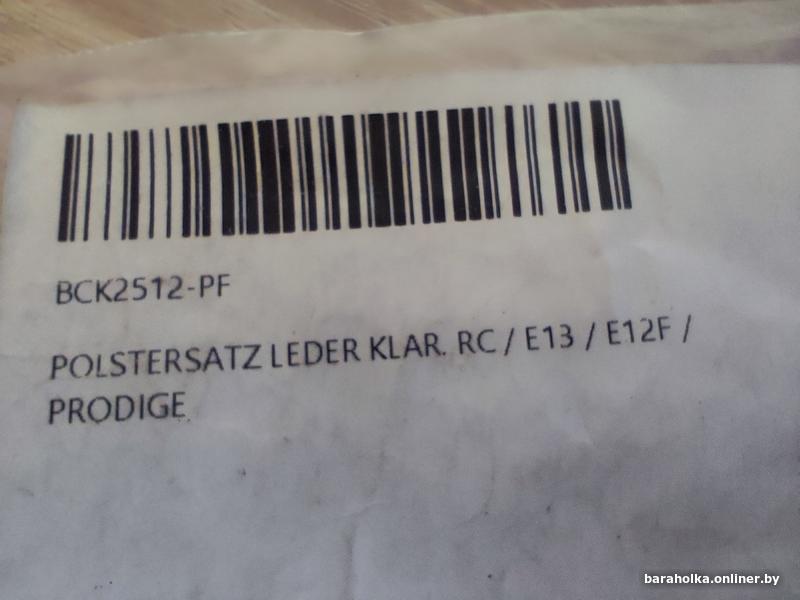 BCK2512-PF
POLSTERSATZ LEDER KLAR. RC / E13 / E12F /
PRODIGE
baraholka.onliner.by